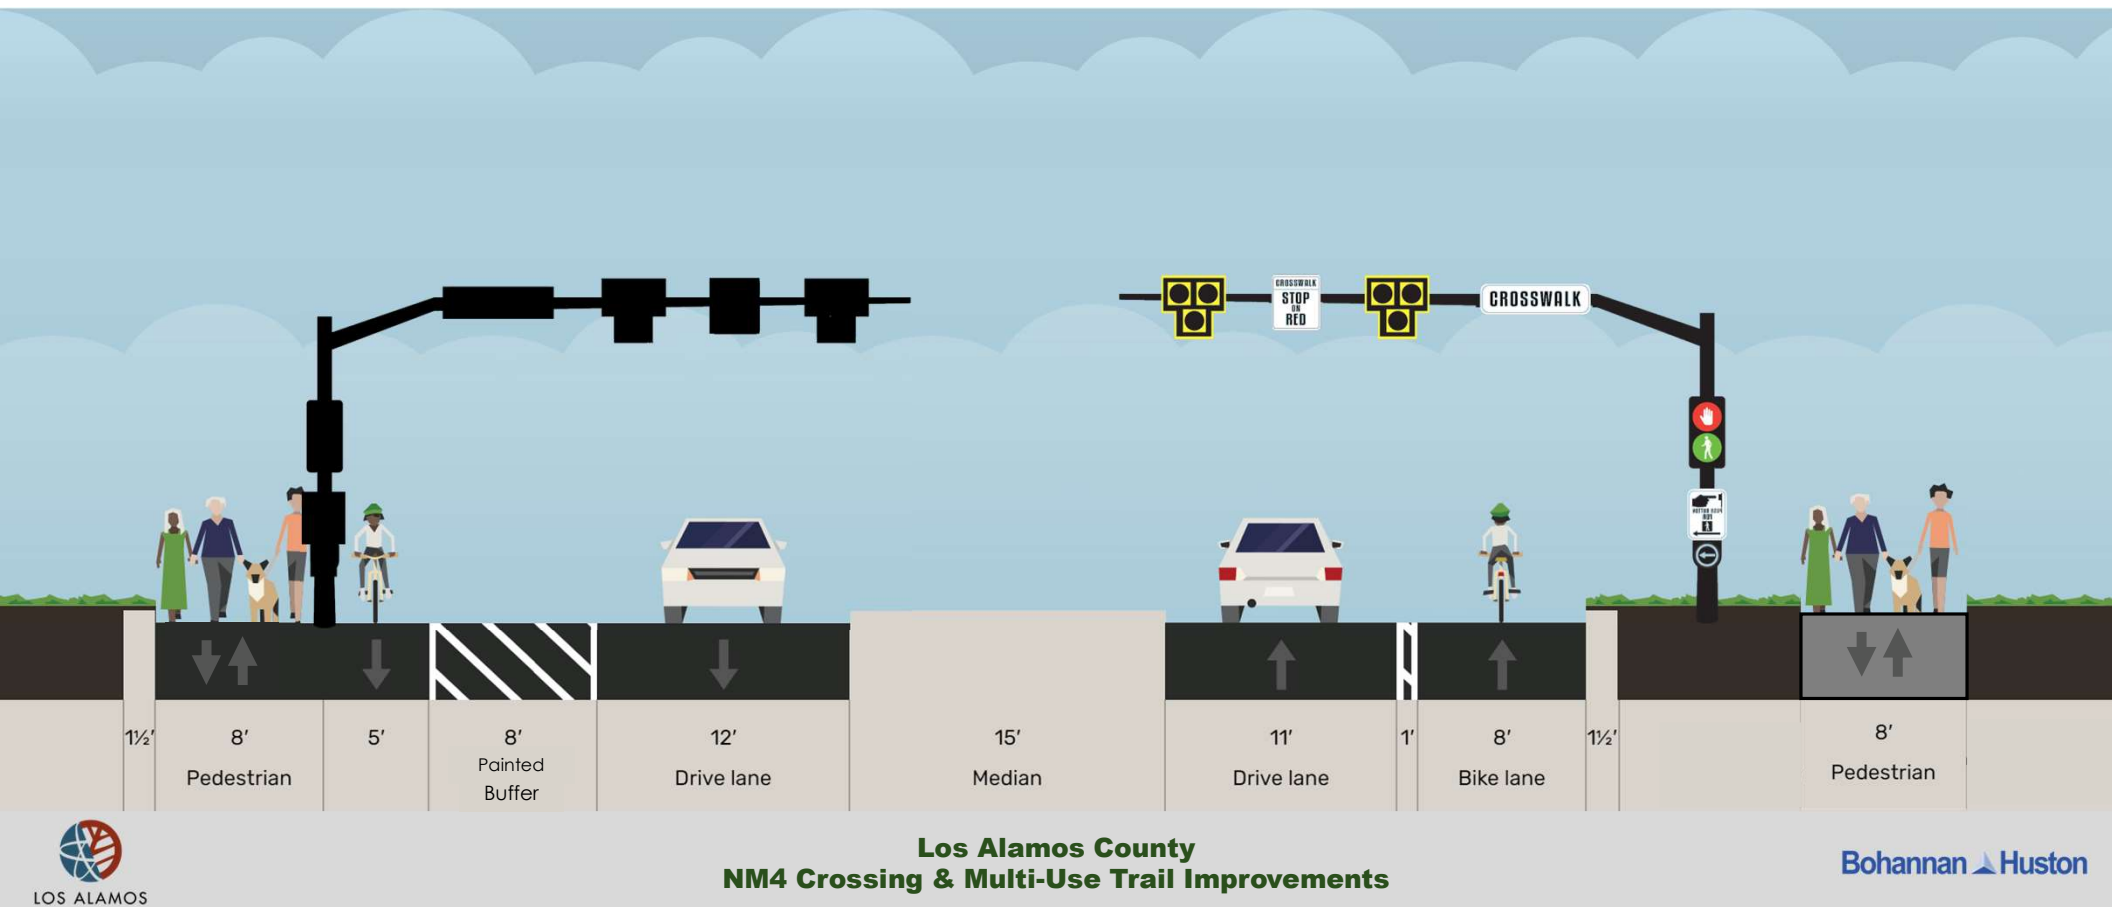 CROSSWALK
STOP
ON
RED
CROSSWALK
1½'
8'
Pedestrian
5'
8'
Painted
Buffer
12'
Drive lane
15'
Median
11'
Drive lane
1'
8'
Bike lane
1½'
8'
Pedestrian
LOS ALAMOS
Los Alamos County
NM4 Crossing & Multi-Use Trail Improvements
Bohannan Huston